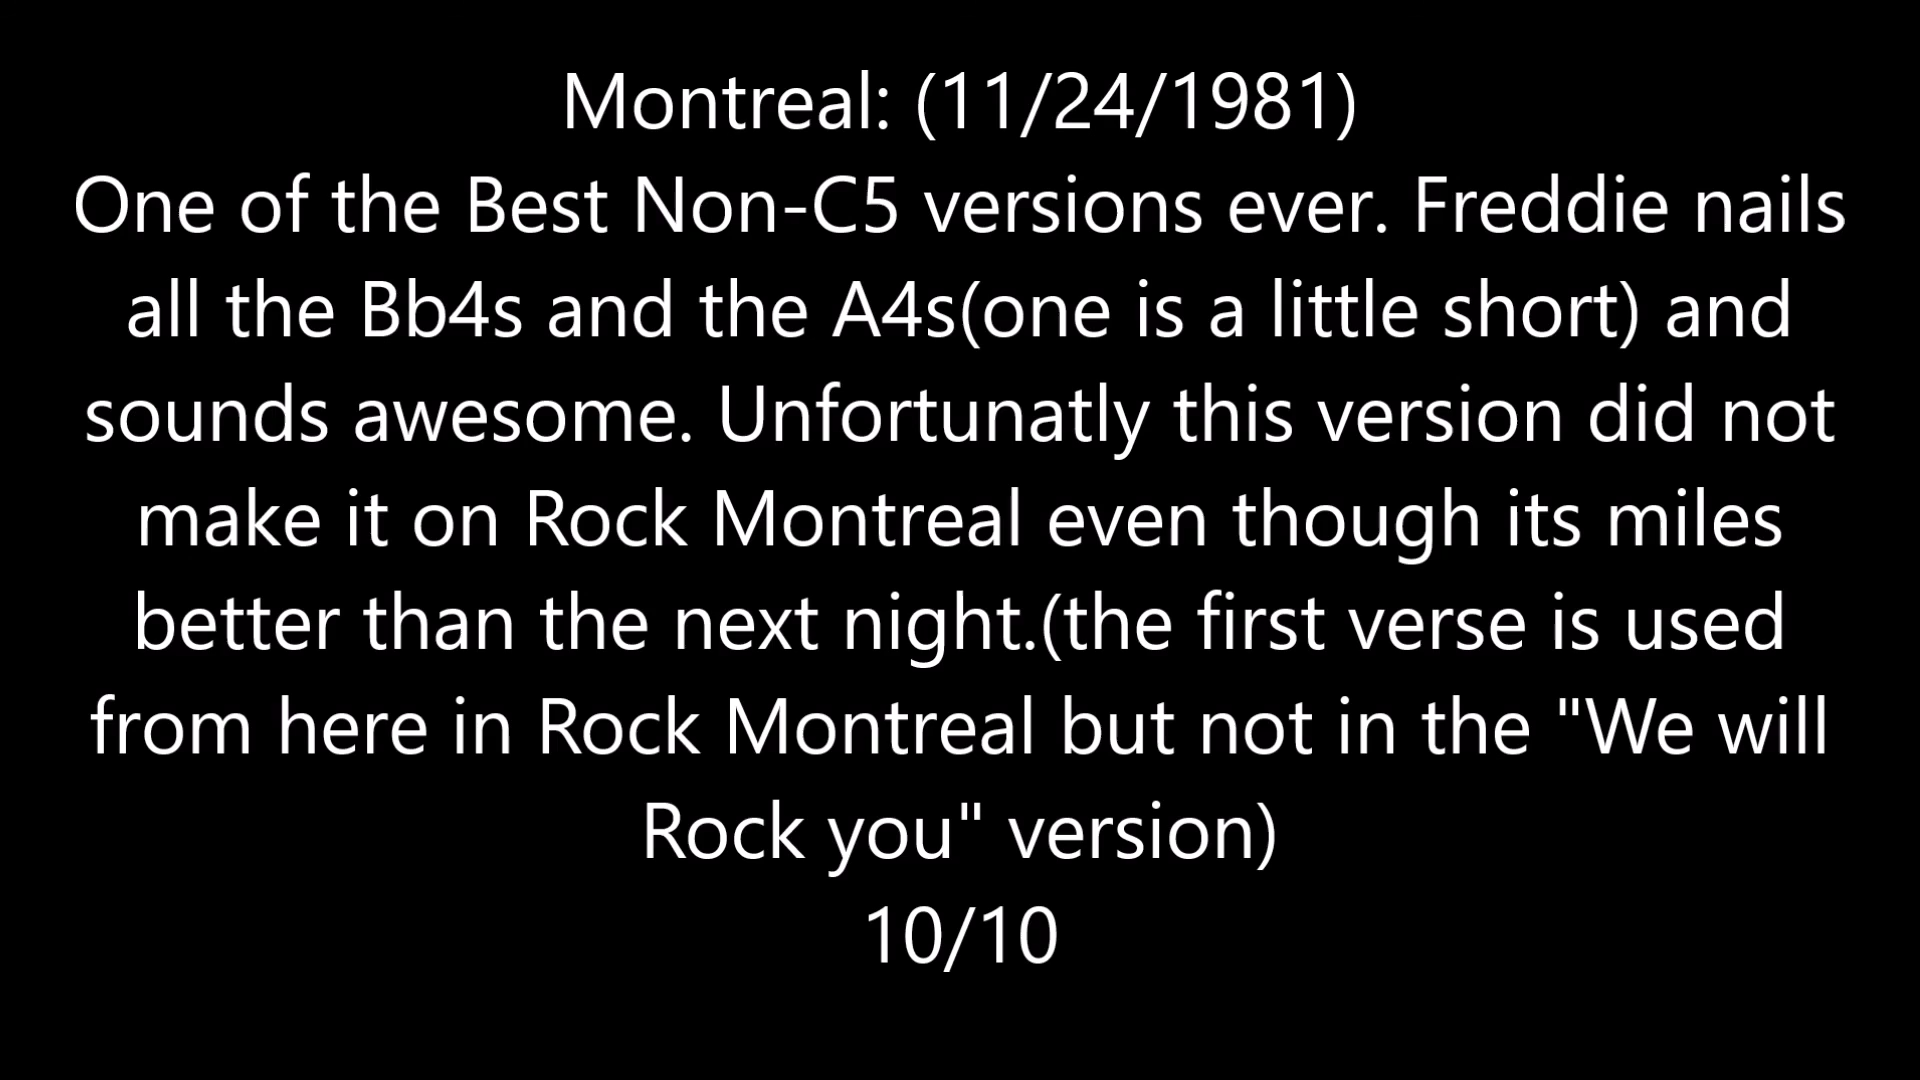 Montreal: (11/24/1981)
One of the Best Non-C5 versions ever. Freddie nails
all the Bb4s and the A4s(one is a little short) and
sounds awesome. Unfortunatly this version did not
make it on Rock Montreal even though its miles
better than the next night.(the first verse is used
from here in Rock Montreal but not in the "We will
Rock you" version)
10/10